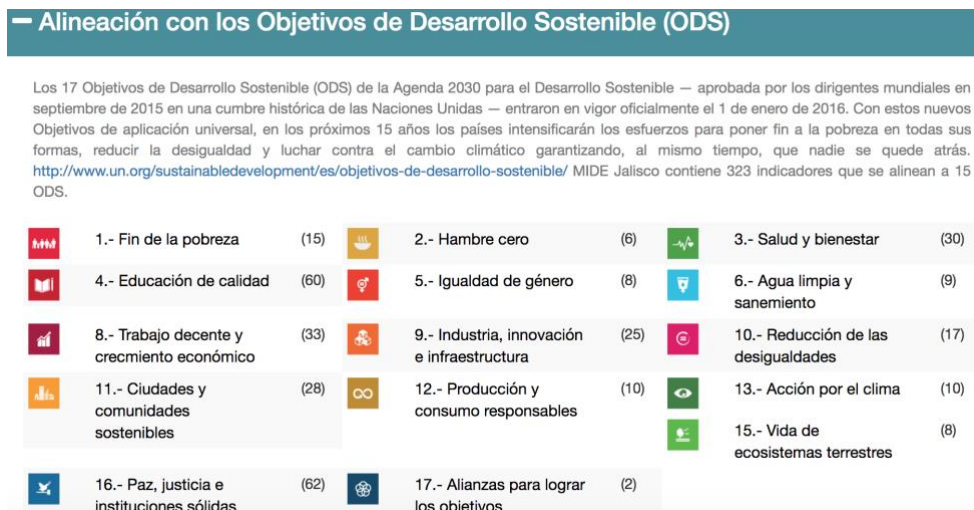 – Alineación con los Objetivos de Desarrollo Sostenible (ODS)
Los 17 Objetivos de Desarrollo Sostenible (ODS) de la Agenda 2030 para el Desarrollo Sostenible — aprobada por los dirigentes mundiales en
septiembre de 2015 en una cumbre histórica de las Naciones Unidas — entraron en vigor oficialmente el 1 de enero de 2016. Con estos nuevos
Objetivos de aplicación universal, en los próximos 15 años los países intensificarán los esfuerzos para poner fin a la pobreza en todas sus
formas, reducir la desigualdad y luchar contra el cambio climático garantizando, al mismo tiempo, que nadie se quede atrás.
http://www.un.org/sustainabledevelopment/es/objetivos-de-desarrollo-sostenible/ MIDE Jalisco contiene 323 indicadores que se alinean a 15
ODS.
1.- Fin de la pobreza (15)
2.- Hambre cero (6)
3.- Salud y bienestar (30)
4.- Educación de calidad (60)
5.- Igualdad de género (8)
6.- Agua limpia y (9)
sanemiento
8.- Trabajo decente y (33)
crecmiento económico
9.- Industria, innovación (25)
e infraestructura
10.- Reducción de las (17)
desigualdades
11.- Ciudades y (28)
comunidades
sostenibles
12.- Producción y (10)
consumo responsables
13.- Acción por el clima (10)
15.- Vida de (8)
ecosistemas terrestres
16.- Paz, justicia e (62)
instituciones sólidas
17.- Alianzas para lograr (2)
los objetivos